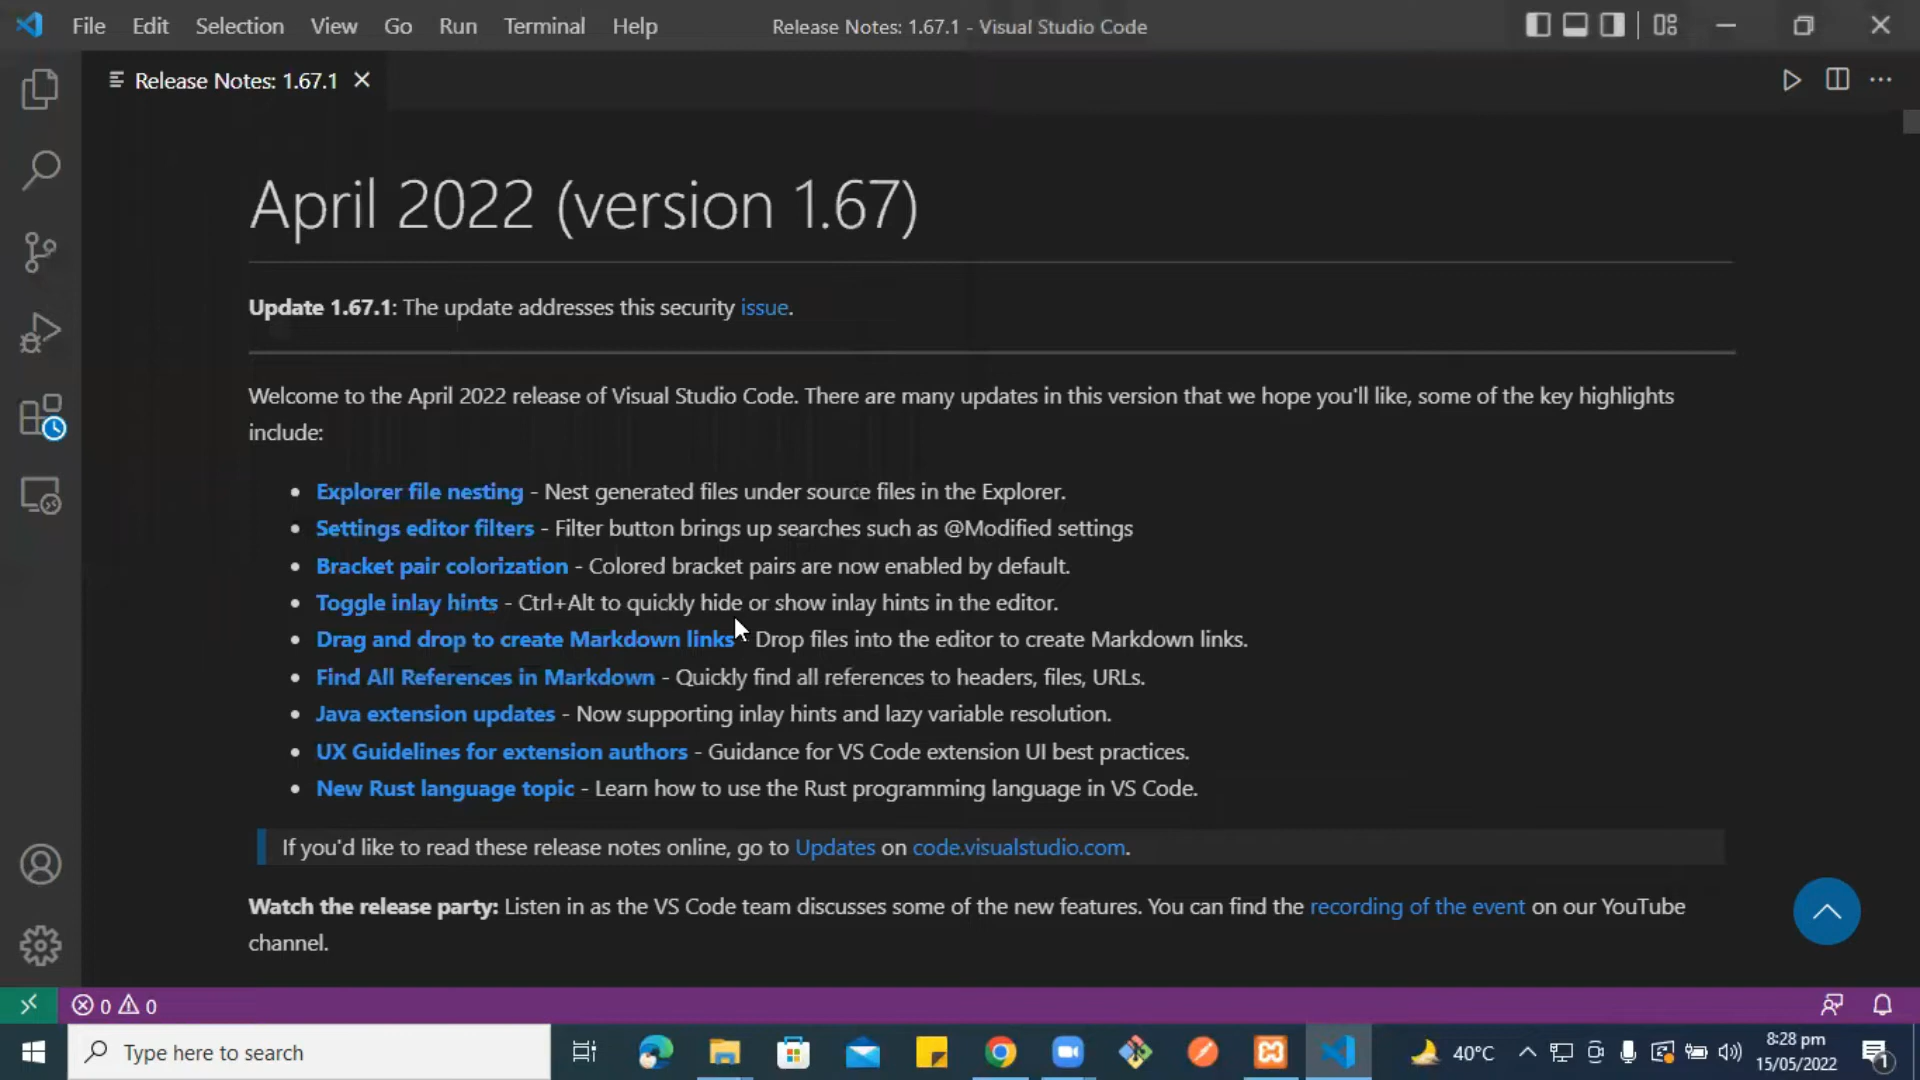 File Edit Selection View Go Run Terminal Help Release Notes: 1.67.1 - Visual Studio Code
Release Notes: 1.67.1
April 2022 (version 1.67)
Update 1.67.1: The update addresses this security issue.
Welcome to the April 2022 release of Visual Studio Code. There are many updates in this version that we hope you'll like, some of the key highlights
include:
• Explorer file nesting - Nest generated files under source files in the Explorer.
• Settings editor filters - Filter button brings up searches such as @Modified settings
• Bracket pair colorization - Colored bracket pairs are now enabled by default.
• Toggle inlay hints - Ctrl+Alt to quickly hide or show inlay hints in the editor.
• Drag and drop to create Markdown links - Drop files into the editor to create Markdown links.
• Find All References in Markdown - Quickly find all references to headers, files, URLs.
• Java extension updates - Now supporting inlay hints and lazy variable resolution.
• UX Guidelines for extension authors - Guidance for VS Code extension UI best practices.
• New Rust language topic - Learn how to use the Rust programming language in VS Code.
If you'd like to read these release notes online, go to Updates on code.visualstudio.com.
Watch the release party: Listen in as the VS Code team discusses some of the new features. You can find the recording of the event on our YouTube
channel.
0 0
Type here to search 40°C 8:28 pm
15/05/2022
1